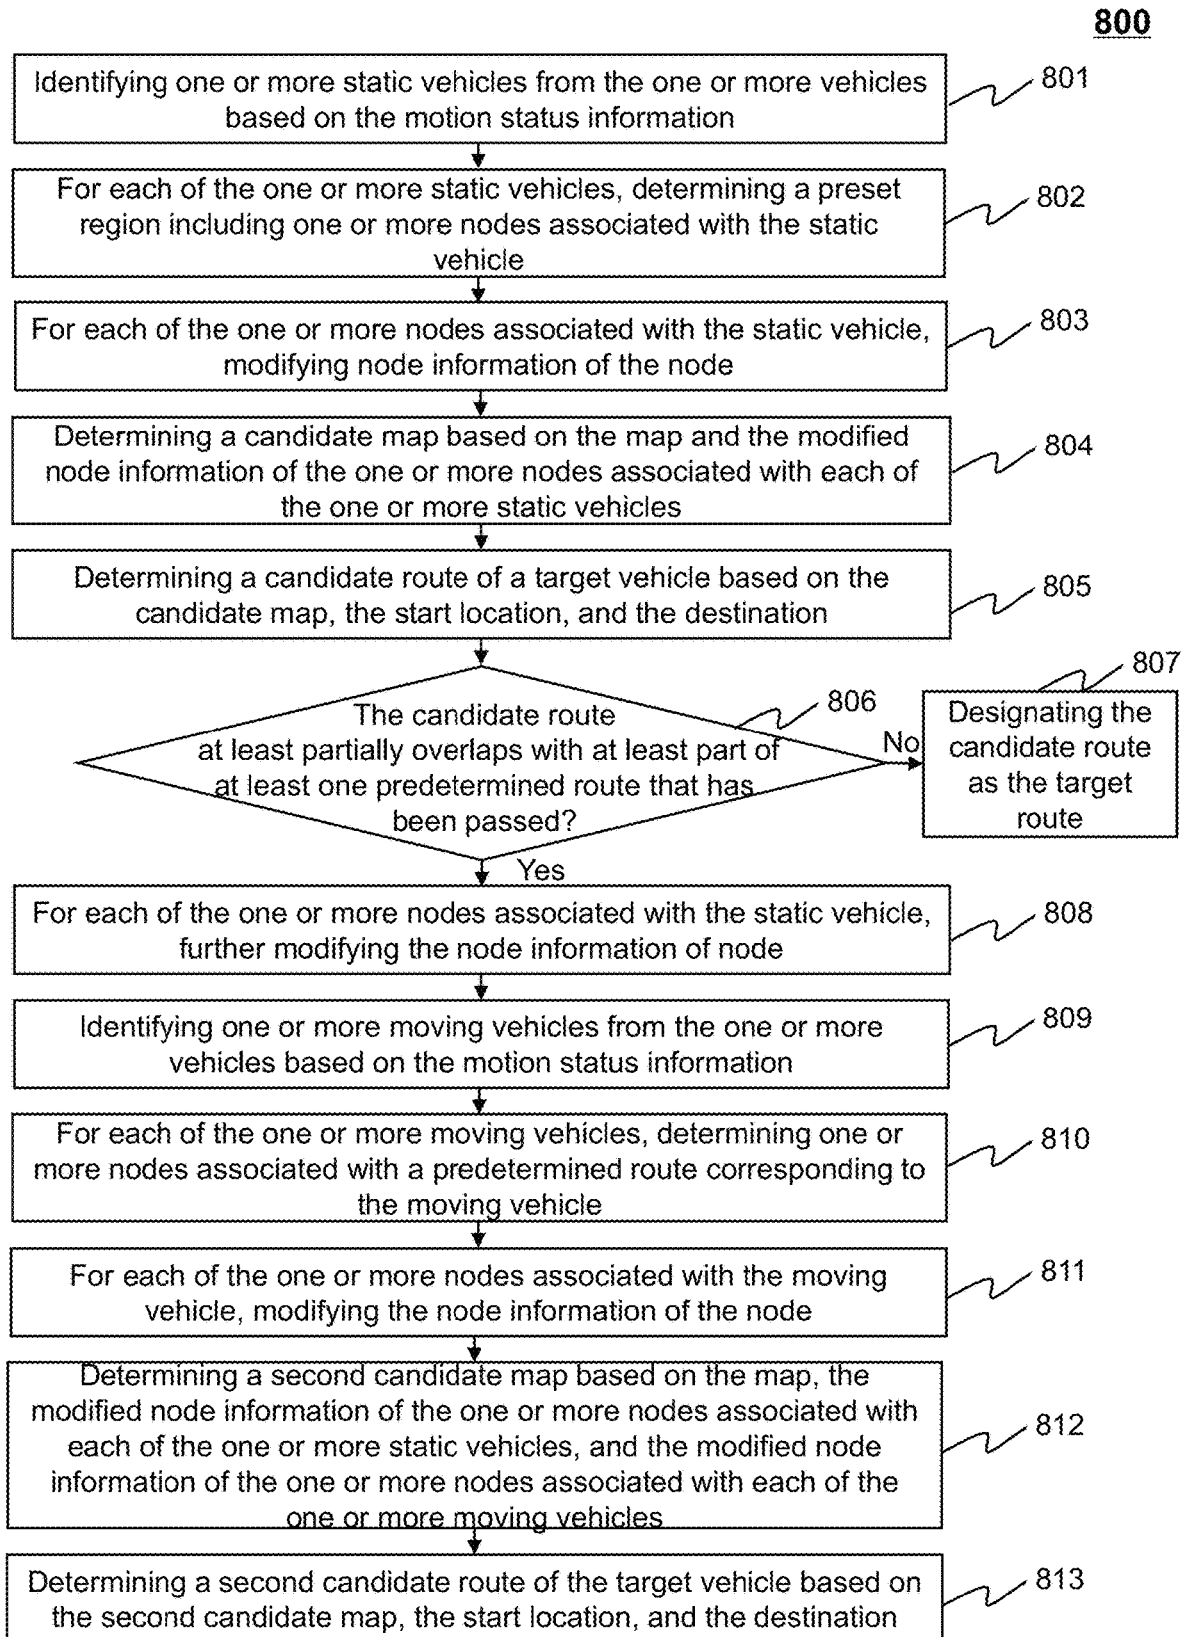 800
Identifying one or more static vehicles from the one or more vehicles
based on the motion status information
801
For each of the one or more static vehicles, determining a preset
region including one or more nodes associated with the static
vehicle
802
For each of the one or more nodes associated with the static vehicle,
modifying node information of the node
803
Determining a candidate map based on the map and the modified
node information of the one or more nodes associated with each of
the one or more static vehicles
804
Determining a candidate route of a target vehicle based on the
candidate map, the start location, and the destination
805
The candidate route
at least partially overlaps with at least part of
at least one predetermined route that has
been passed?
806
No
807
Designating the
candidate route
as the target
route
Yes
For each of the one or more nodes associated with the static vehicle,
further modifying the node information of node
808
Identifying one or more moving vehicles from the one or more
vehicles based on the motion status information
809
For each of the one or more moving vehicles, determining one or
more nodes associated with a predetermined route corresponding to
the moving vehicle
810
For each of the one or more nodes associated with the moving
vehicle, modifying the node information of the node
811
Determining a second candidate map based on the map, the
modified node information of the one or more nodes associated with
each of the one or more static vehicles, and the modified node
information of the one or more nodes associated with each of the
one or more moving vehicles
812
Determining a second candidate route of the target vehicle based on
the second candidate map, the start location, and the destination
813